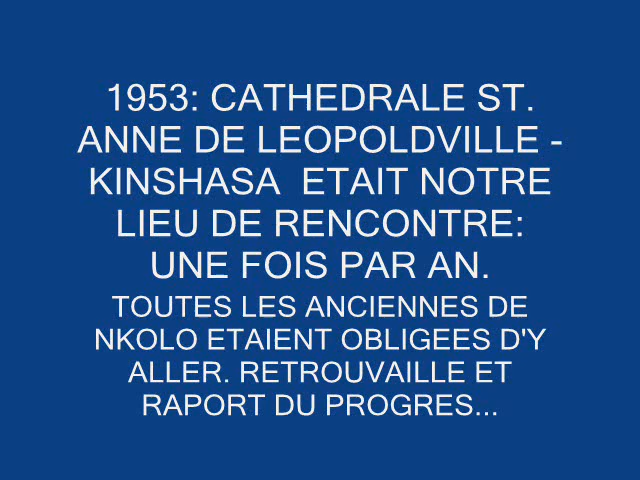 1953: CATHEDRALE ST.
ANNE DE LEOPOLDVILLE -
KINSHASA ETAIT NOTRE
LIEU DE RENCONTRE:
UNE FOIS PAR AN.
TOUTES LES ANCIENNES DE
NKOLO ETAIENT OBLIGEES D'Y
ALLER. RETROUVAILLE ET
RAPORT DU PROGRES...